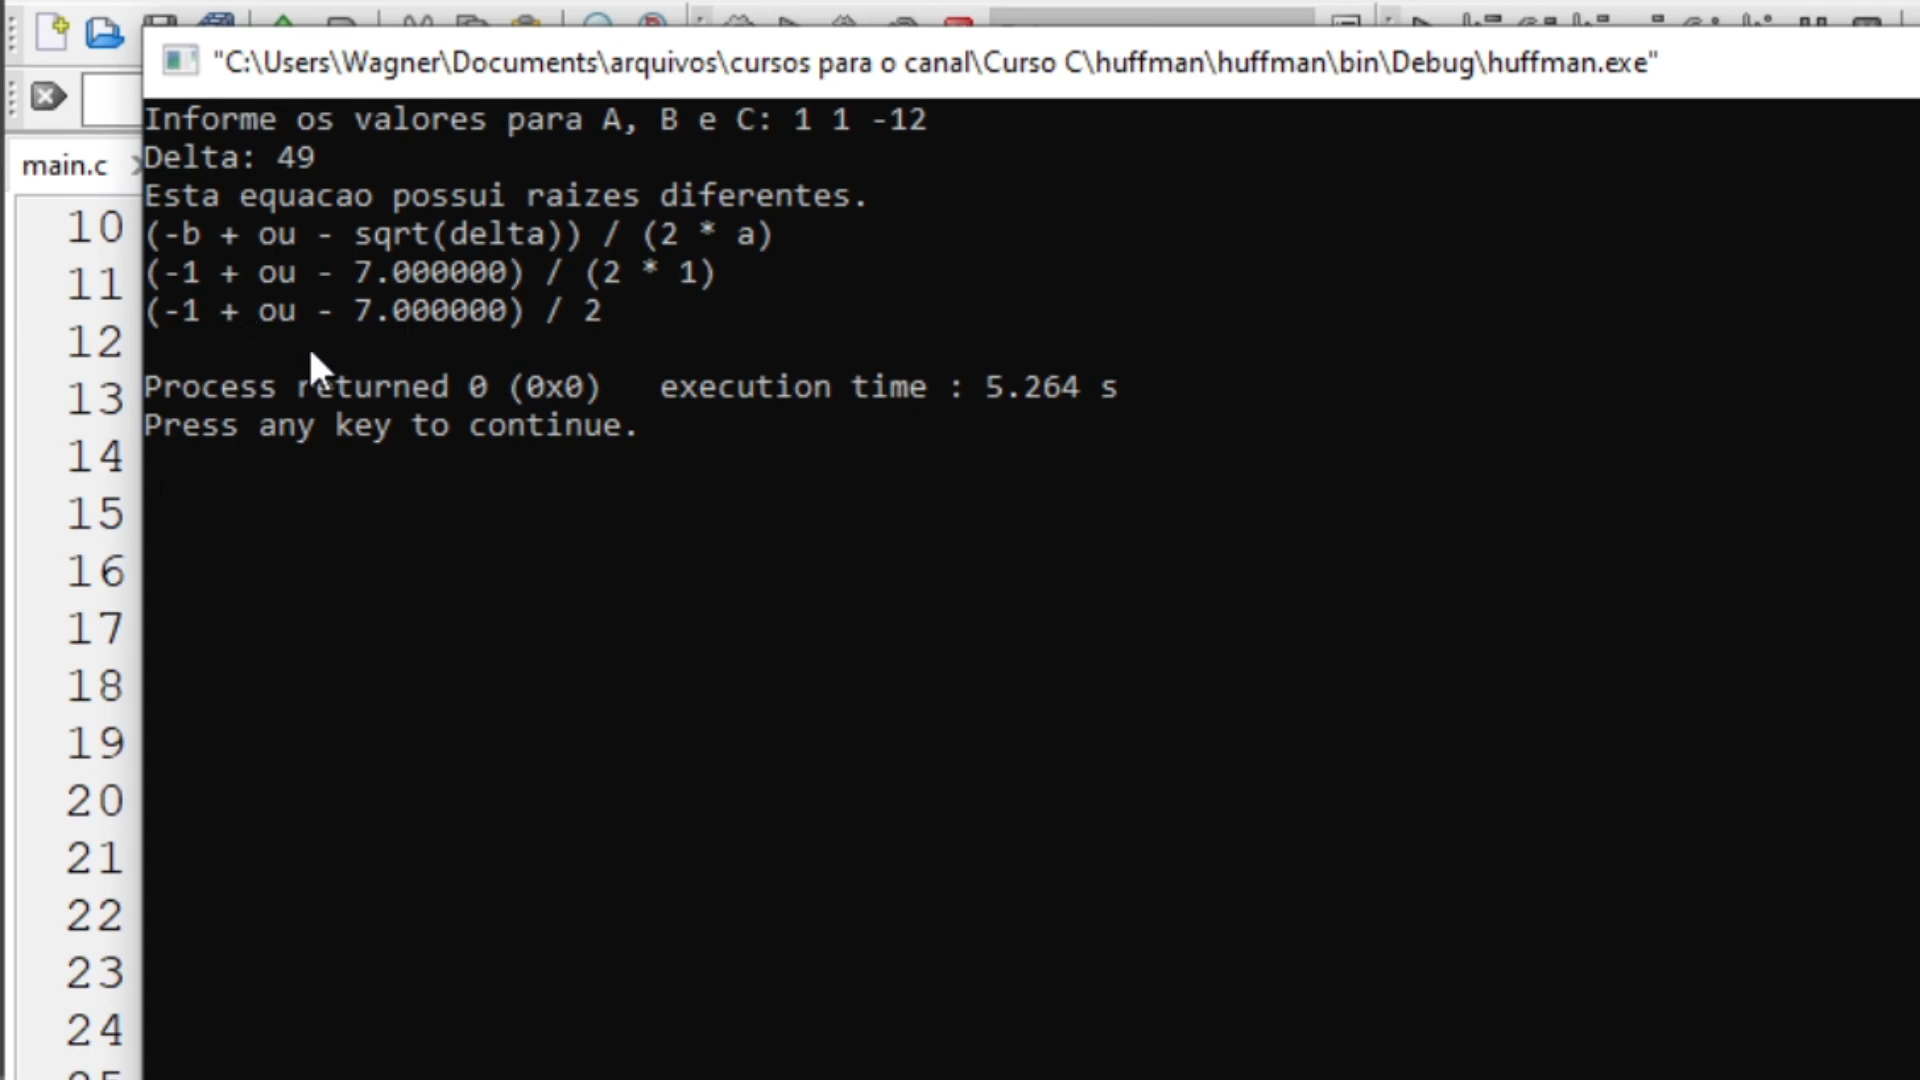 "C:\Users\Wagner\Documents\arquivos\cursos para o canal\Curso C\huffman\huffman\bin\Debug\huffman.exe"
main.c
Informe os valores para A, B e C: 1 1 -12
Delta: 49
Esta equacao possui raizes diferentes.
(-b + ou - sqrt(delta)) / (2 * a)
(-1 + ou - 7.000000) / (2 * 1)
(-1 + ou - 7.000000) / 2
Process returned 0 (0x0)   execution time : 5.264 s
Press any key to continue.
10
11
12
13
14
15
16
17
18
19
20
21
22
23
24